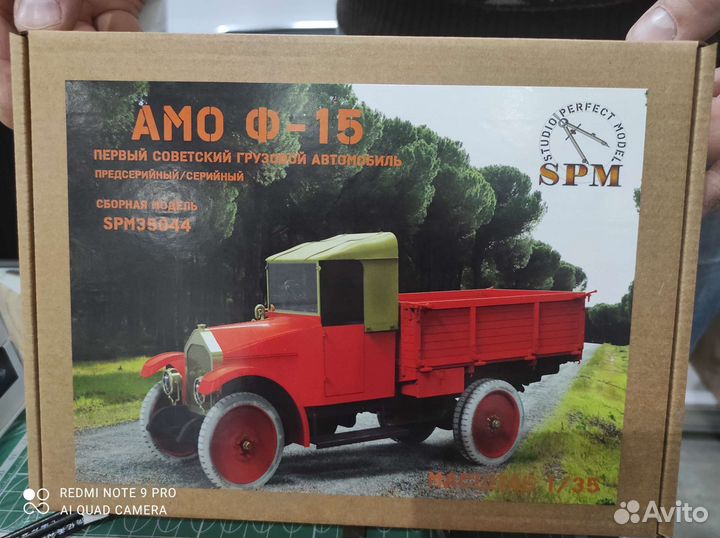 АМО Ф-15
ПЕРВЫЙ СОВЕТСКИЙ ГРУЗОВОЙ АВТОМОБИЛЬ
ПРЕДСЕРИЙНЫЙ/СЕРИЙНЫЙ
СБОРНАЯ МОДЕЛЬ
SPM35044
STUDIO PERFECT MODEL
SPM
МАСШТАБ 1/35
REDMI NOTE 9 PRO
AI QUAD CAMERA
Avito